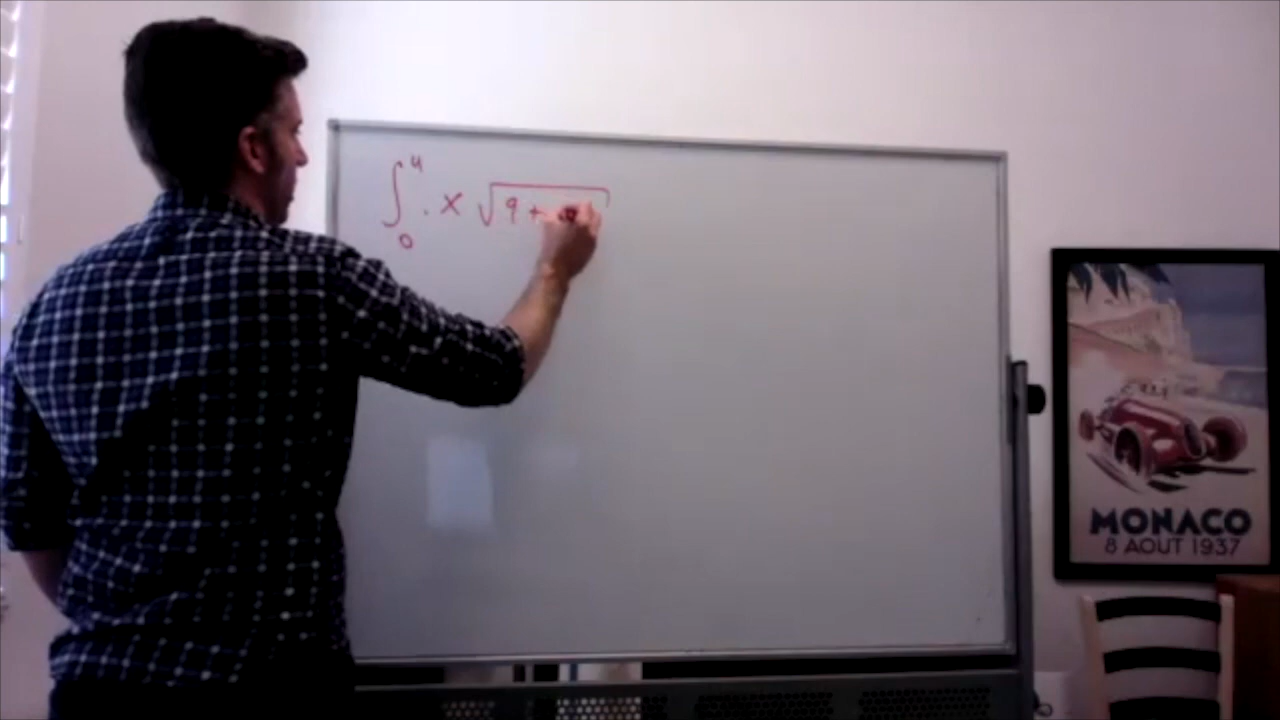 ∫₀⁴ . x √9 +
MONACO
8 AOUT 1937